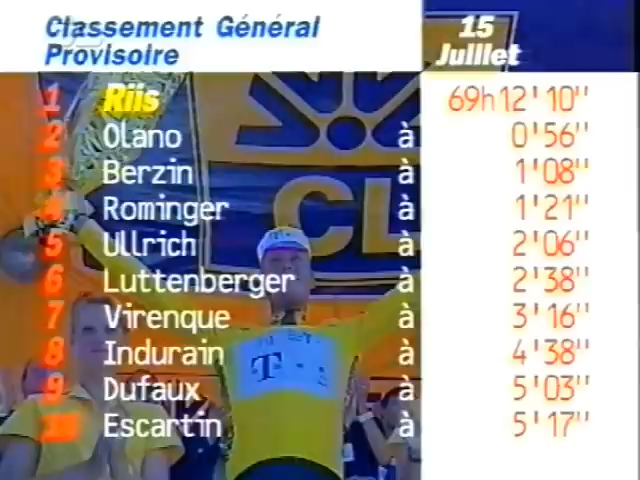 Classement Général
Provisoire
15
Juillet
1 Riis 69h12'10"
2 Olano à 0'56"
3 Berzin à 1'08"
4 Rominger à 1'21"
5 Ullrich à 2'06"
6 Luttenberger à 2'38"
7 Virenque à 3'16"
8 Indurain à 4'38"
9 Dufaux à 5'03"
10 Escartin à 5'17"
CL
T